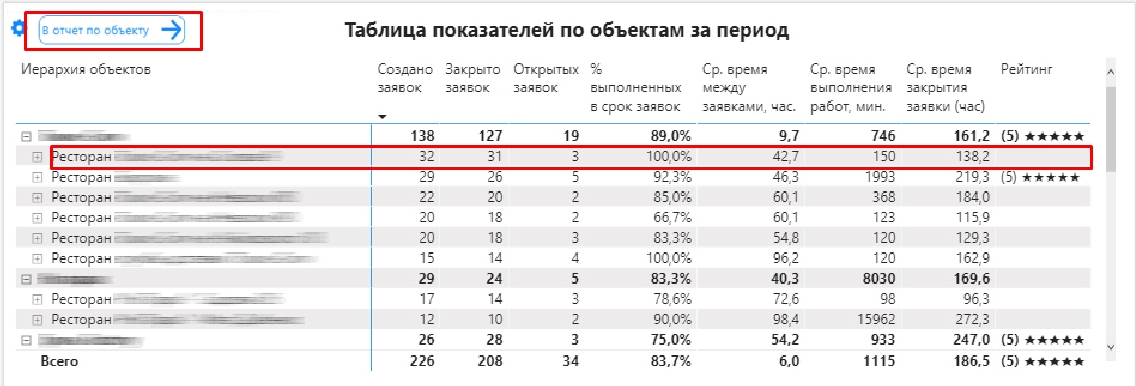 В отчет по объекту
Таблица показателей по объектам за период
Иерархия объектов Создано заявок Закрыто заявок Открытых заявок % выполненных в срок заявок Ср. время между заявками, час. Ср. время выполнения работ, мин. Ср. время закрытия заявки (час) Рейтинг
138 127 19 89,0% 9,7 746 161,2 (5) ★★★★★
Ресторан 32 31 3 100,0% 42,7 150 138,2
Ресторан 29 26 5 92,3% 46,3 1993 219,3 (5) ★★★★★
Ресторан 22 20 2 85,0% 60,1 368 184,0
Ресторан 20 18 2 66,7% 60,1 123 115,9
Ресторан 20 18 3 83,3% 54,8 120 129,3
Ресторан 15 14 4 100,0% 96,2 120 162,9
29 24 5 83,3% 40,3 8030 169,6
Ресторан 17 14 3 78,6% 72,6 98 96,3
Ресторан 12 10 2 90,0% 98,4 15962 272,3
26 28 3 75,0% 54,2 933 247,0 (5) ★★★★★
Всего 226 208 34 83,7% 6,0 1115 186,5 (5) ★★★★★